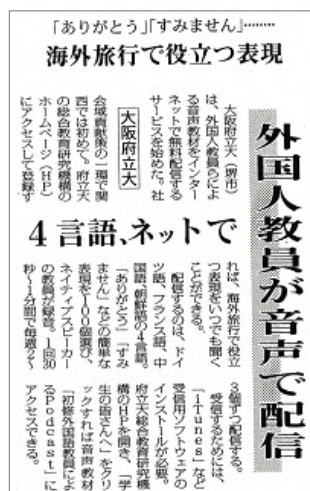 「ありがとう」「すみません」………
海外旅行で役立つ表現
外国人教員が音声で配信
4言語、ネットで
大阪府立大
大阪府立大（堺市）
は、外国人教員らによ
る音声教材をインター
ネットで無料配信する
サービスを始めた。社
会域貢献策の一環で関
西では初めて。府立大
の総合教育研究機構の
ホームページ（HP）
にアクセスして登録す
れば、海外旅行で役立
つ表現をいつでも聞く
ことができる。
配信するのは、ドイ
ツ語、フランス語、中
国語、朝鮮語の4言語。
「ありがとう」「すみ
ません」などの簡単な
表現を100個選び、
ネイティブスピーカー
の教員が録音。1回30
秒〜1分間で毎週2〜
3個ずつ配信する。
受信するためには、
「iTunes」など
受信用ソフトウェアの
インストールが必要。
府立大総合教育研究機
構のHPを開き、「学
生の皆さんへ」をクリ
ックすれば音声教材
「初修外国語教員によ
るPodcast」に
アクセスできる。